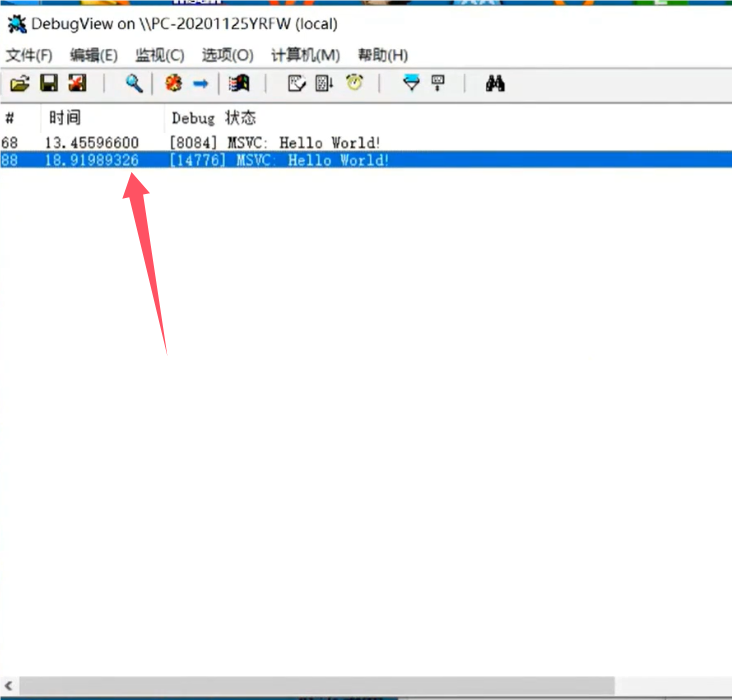 DebugView on \\PC-20201125YRFW (local)
文件(F) 编辑(E) 监视(C) 选项(O) 计算机(M) 帮助(H)
# 时间 Debug 状态
68 13.45596600 [8084] MSVC: Hello World!
88 18.91989326 [14776] MSVC: Hello World!